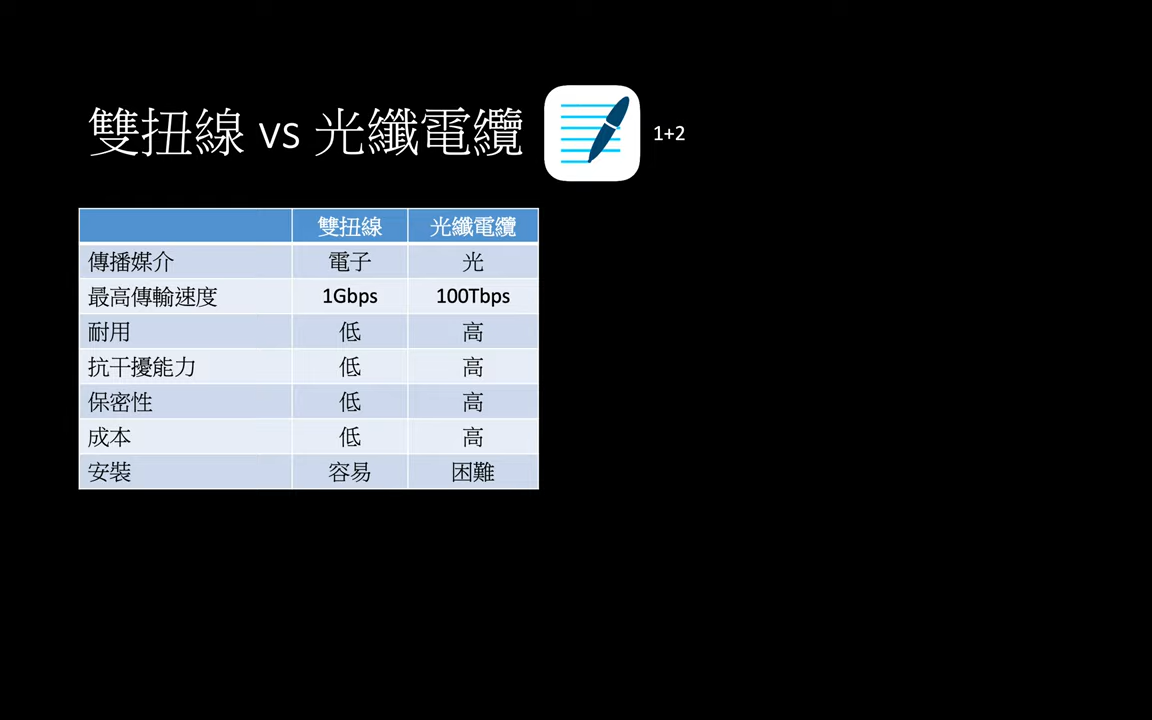 雙扭線 vs 光纖電纜 1+2
雙扭線 光纖電纜
傳播媒介 電子 光
最高傳輸速度 1Gbps 100Tbps
耐用 低 高
抗干擾能力 低 高
保密性 低 高
成本 低 高
安裝 容易 困難